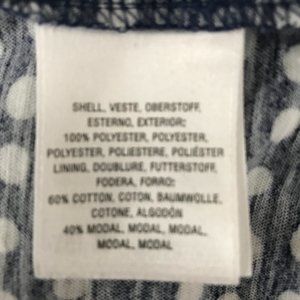 SHELL, VESTE, OBERSTOFF,
ESTERNO, EXTERIOR:
100% POLYESTER, POLYESTER,
POLYESTER, POLIESTERE, POLIÉSTER
LINING, DOUBLURE, FUTTERSTOFF,
FODERA, FORRO:
60% COTTON, COTON, BAUMWOLLE,
COTONE, ALGODÓN
40% MODAL, MODAL, MODAL,
MODAL, MODAL